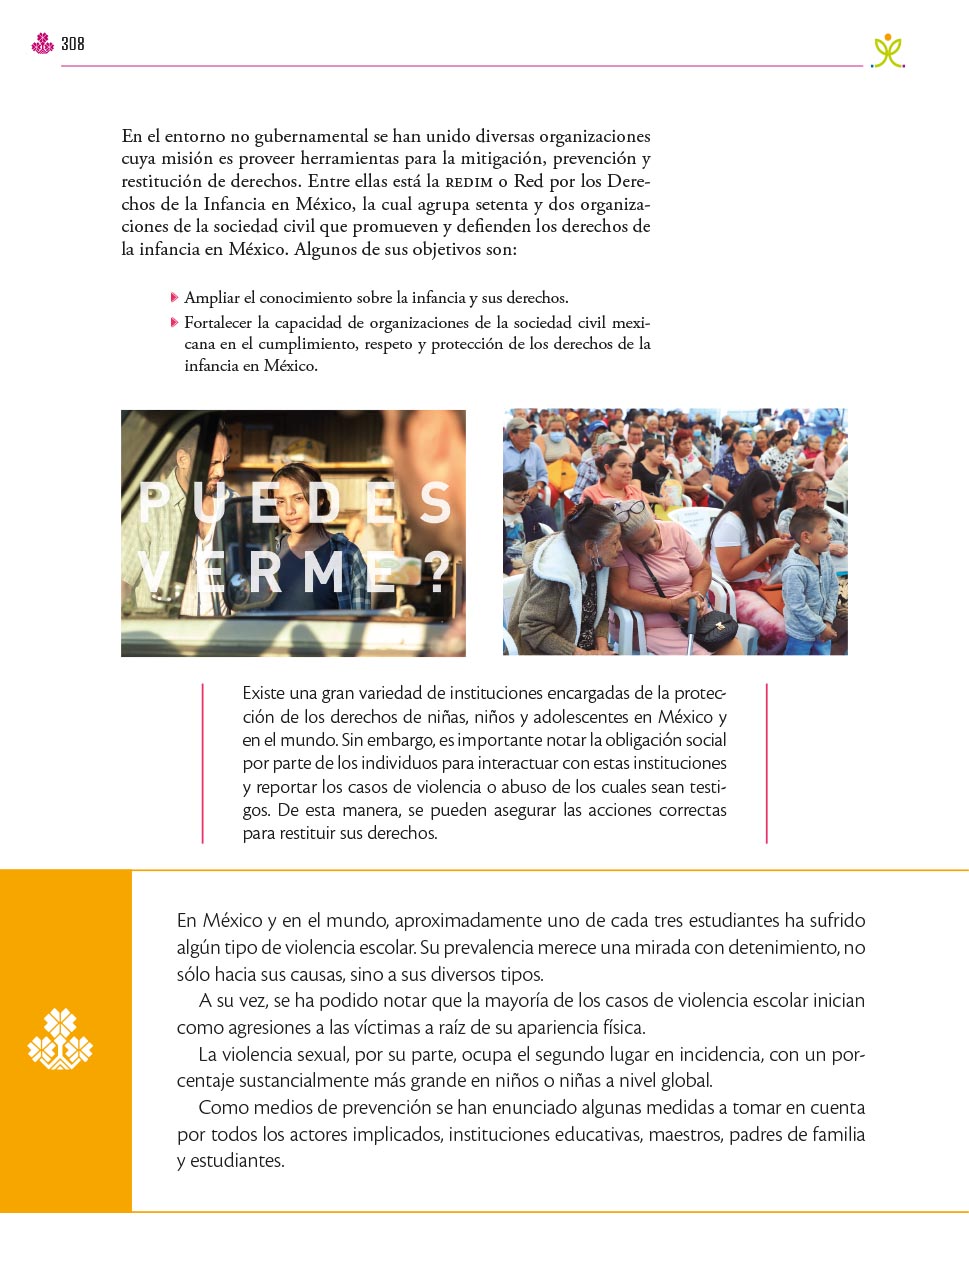 308
En el entorno no gubernamental se han unido diversas organizaciones
cuya misión es proveer herramientas para la mitigación, prevención y
restitución de derechos. Entre ellas está la REDIM o Red por los Dere-
chos de la Infancia en México, la cual agrupa setenta y dos organiza-
ciones de la sociedad civil que promueven y defienden los derechos de
la infancia en México. Algunos de sus objetivos son:
Ampliar el conocimiento sobre la infancia y sus derechos.
Fortalecer la capacidad de organizaciones de la sociedad civil mexi-
cana en el cumplimiento, respeto y protección de los derechos de la
infancia en México.
PUEDES
VERME?
Existe una gran variedad de instituciones encargadas de la protec-
ción de los derechos de niñas, niños y adolescentes en México y
en el mundo. Sin embargo, es importante notar la obligación social
por parte de los individuos para interactuar con estas instituciones
y reportar los casos de violencia o abuso de los cuales sean testi-
gos. De esta manera, se pueden asegurar las acciones correctas
para restituir sus derechos.
En México y en el mundo, aproximadamente uno de cada tres estudiantes ha sufrido
algún tipo de violencia escolar. Su prevalencia merece una mirada con detenimiento, no
sólo hacia sus causas, sino a sus diversos tipos.
A su vez, se ha podido notar que la mayoría de los casos de violencia escolar inician
como agresiones a las víctimas a raíz de su apariencia física.
La violencia sexual, por su parte, ocupa el segundo lugar en incidencia, con un por-
centaje sustancialmente más grande en niños o niñas a nivel global.
Como medios de prevención se han enunciado algunas medidas a tomar en cuenta
por todos los actores implicados, instituciones educativas, maestros, padres de familia
y estudiantes.